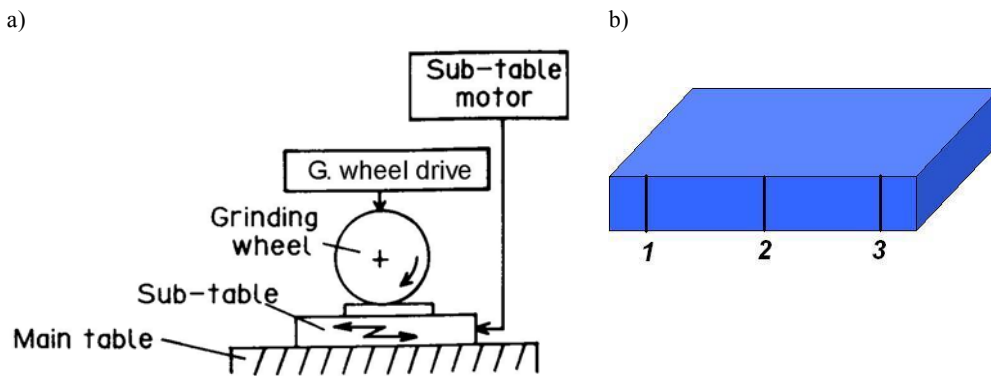 a)
b)
Sub-table
motor
G. wheel drive
Grinding
wheel
+
Sub-table
Main table
1 2 3